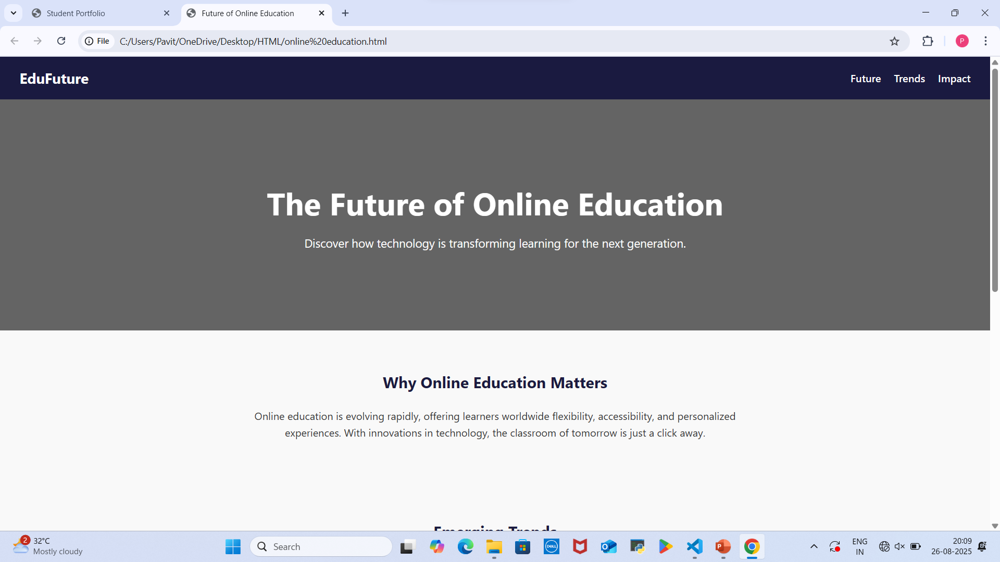 Student Portfolio
Future of Online Education
File
C:/Users/Pavit/OneDrive/Desktop/HTML/online%20education.html
P
EduFuture
Future
Trends
Impact
The Future of Online Education
Discover how technology is transforming learning for the next generation.
Why Online Education Matters
Online education is evolving rapidly, offering learners worldwide flexibility, accessibility, and personalized
experiences. With innovations in technology, the classroom of tomorrow is just a click away.
Emerging Trends
2
32°C
Mostly cloudy
Search
DELL
ENG
IN
20:09
26-08-2025